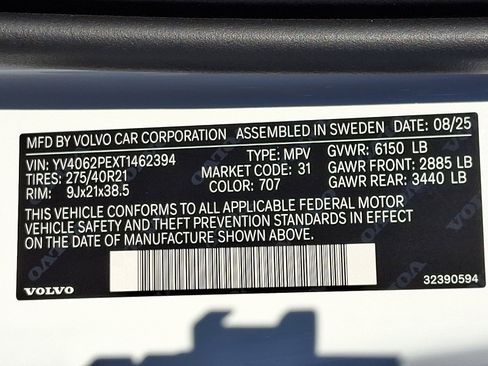 MFD BY VOLVO CAR CORPORATION ASSEMBLED IN SWEDEN DATE: 08/25
VIN: YV4062PEXT1462394 TYPE: MPV GVWR: 6150 LB
TIRES: 275/40R21 MARKET CODE: 31 GAWR FRONT: 2885 LB
RIM: 9Jx21x38.5 COLOR: 707 GAWR REAR: 3440 LB
THIS VEHICLE CONFORMS TO ALL APPLICABLE FEDERAL MOTOR
VEHICLE SAFETY AND THEFT PREVENTION STANDARDS IN EFFECT
ON THE DATE OF MANUFACTURE SHOWN ABOVE.
VOLVO 32390594